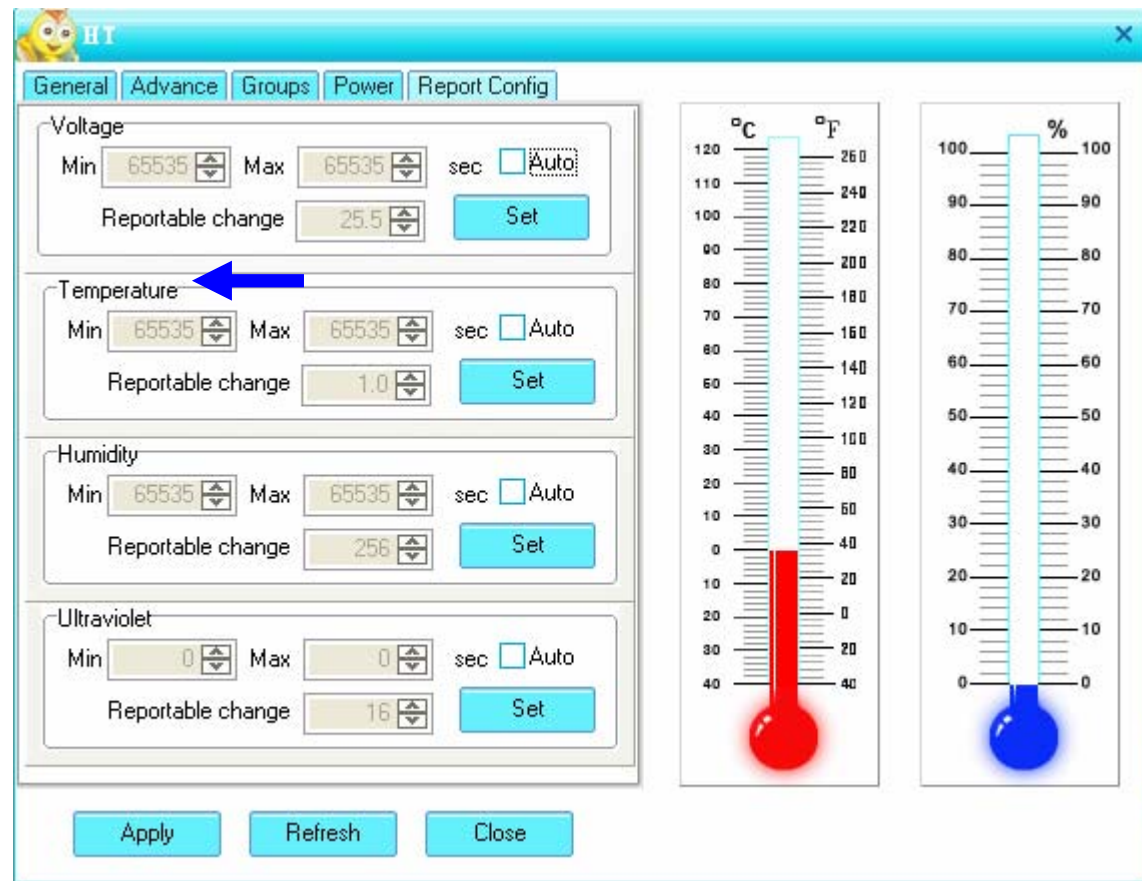 HT
General Advance Groups Power Report Config
Voltage
Min 65535 Max 65535 sec Auto
Reportable change 25.5 Set
Temperature
Min 65535 Max 65535 sec Auto
Reportable change 1.0 Set
Humidity
Min 65535 Max 65535 sec Auto
Reportable change 256 Set
Ultraviolet
Min 0 Max 0 sec Auto
Reportable change 16 Set
Apply Refresh Close
°C °F
120 260
110 240
100 220
90 200
80 180
70 160
60 140
50 120
40 100
30 80
20 60
10 40
0 20
10 0
20 20
30 40
40
%
100 100
90 90
80 80
70 70
60 60
50 50
40 40
30 30
20 20
10 10
0 0